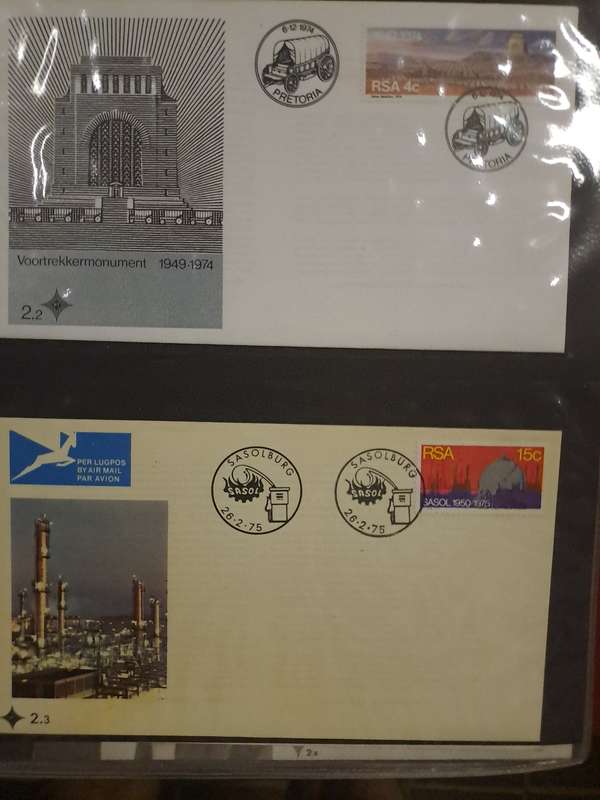 6·12·1974
PRETORIA
RSA 4c
PRETORIA
Voortrekkermonument 1949-1974
2.2
PER LUGPOS
BY AIR MAIL
PAR AVION
SASOLBURG
SASOL
26·2·75
SASOLBURG
SASOL
26·2·75
RSA 15c
SASOL 1950-1975
2.3